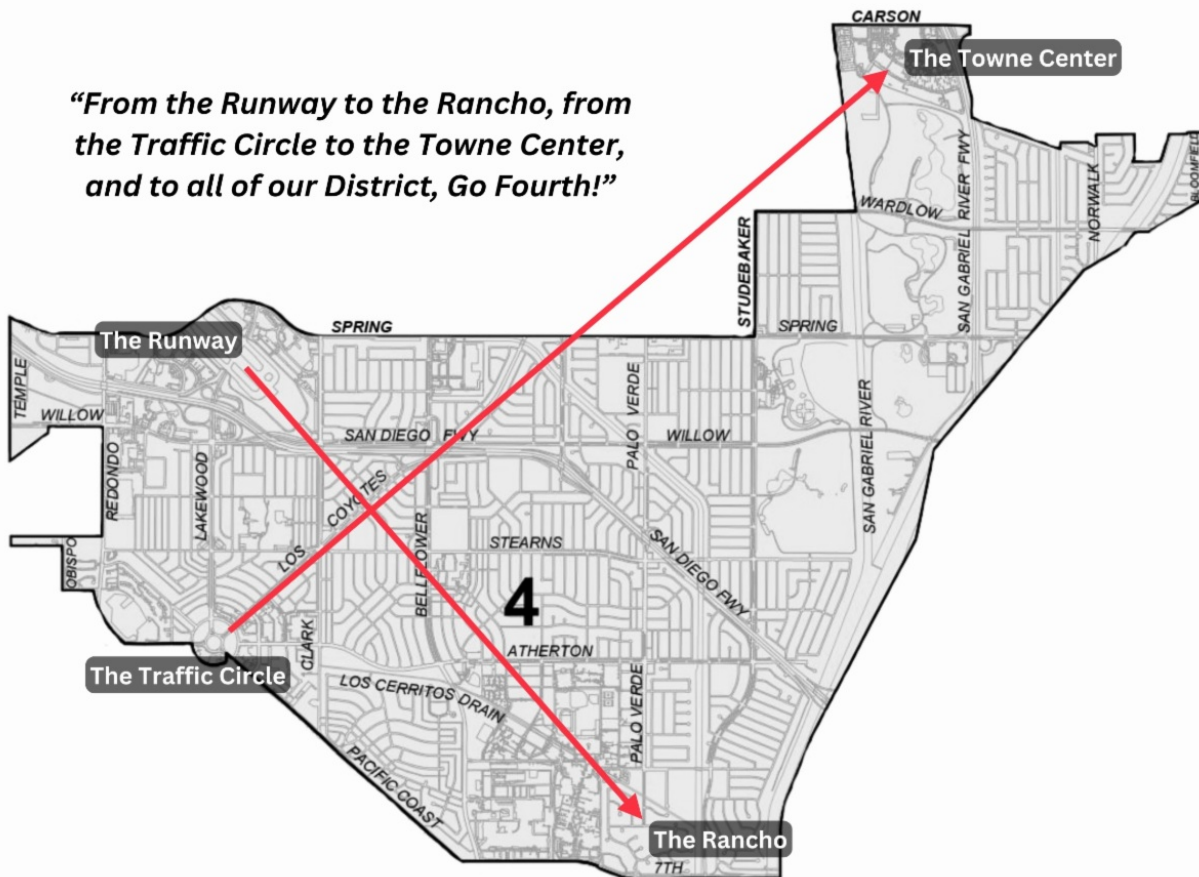 CARSON
The Towne Center
“From the Runway to the Rancho, from
the Traffic Circle to the Towne Center,
and to all of our District, Go Fourth!”
BLOOMFIELD
WARDLOW
SAN GABRIEL RIVER FWY
NORWALK
STUDEBAKER
SPRING
SPRING
The Runway
TEMPLE
WILLOW
REDONDO
LAKEWOOD
SAN DIEGO FWY
PALO VERDE
WILLOW
SAN GABRIEL RIVER
LOS COYOTES
BELLFLOWER
STEARNS
SAN DIEGO FWY
OBISPO
4
CLARK
ATHERTON
The Traffic Circle
LOS CERRITOS DRAIN
PALO VERDE
PACIFIC COAST
The Rancho
7TH